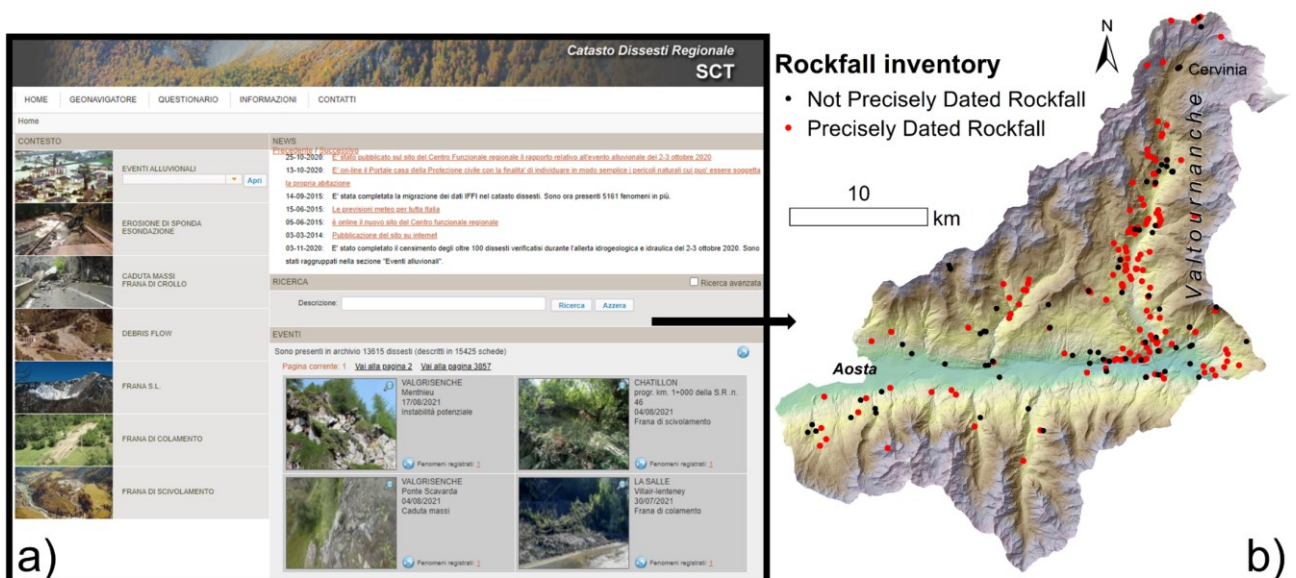 Catasto Dissesti Regionale
SCT
HOME GEONAVIGATORE QUESTIONARIO INFORMAZIONI CONTATTI
Home
CONTESTO
EVENTI ALLUVIONALI
Apri
EROSIONE DI SPONDA
ESONDAZIONE
CADUTA MASSI
FRANA DI CROLLO
DEBRIS FLOW
FRANA S.L.
FRANA DI COLAMENTO
FRANA DI SCIVOLAMENTO
NEWS
Precedente / Successivo
25-10-2020: E' stato pubblicato sul sito del Centro Funzionale regionale il rapporto relativo all'evento alluvionale del 2-3 ottobre 2020
13-10-2020: E' on-line il Portale casa della Protezione civile con la finalita' di individuare in modo semplice i pericoli naturali cui puo' essere soggetta
la propria abitazione
14-09-2015: E' stata completata la migrazione dei dati IFFI nel catasto dissesti. Sono ora presenti 5161 fenomeni in più.
15-06-2015: Le previsioni meteo per tutta Italia
05-06-2015: è online il nuovo sito del Centro funzionale regionale
03-03-2014: Pubblicazione del sito su internet
03-11-2020: E' stato completato il censimento degli oltre 100 dissesti verificatisi durante l'allerta idrogeologica e idraulica del 2-3 ottobre 2020. Sono
stati raggruppati nella sezione "Eventi alluvionali".
RICERCA Ricerca avanzata
Descrizione: Ricerca Azzera
EVENTI
Sono presenti in archivio 13615 dissesti (descritti in 15425 schede)
Pagina corrente: 1 Vai alla pagina 2 Vai alla pagina 3857
VALGRISENCHE
Menthieu
17/08/2021
Instabilità potenziale
Fenomeni registrati: 1
CHATILLON
progr. km. 1+000 della S.R. n.
46
04/08/2021
Frana di scivolamento
Fenomeni registrati: 1
VALGRISENCHE
Ponte Scavarda
04/08/2021
Caduta massi
Fenomeni registrati: 1
LA SALLE
Villair-lenteney
30/07/2021
Frana di colamento
Fenomeni registrati: 1
a)
Rockfall inventory
Not Precisely Dated Rockfall
Precisely Dated Rockfall
10
km
N
Cervinia
Valtournanche
Aosta
b)